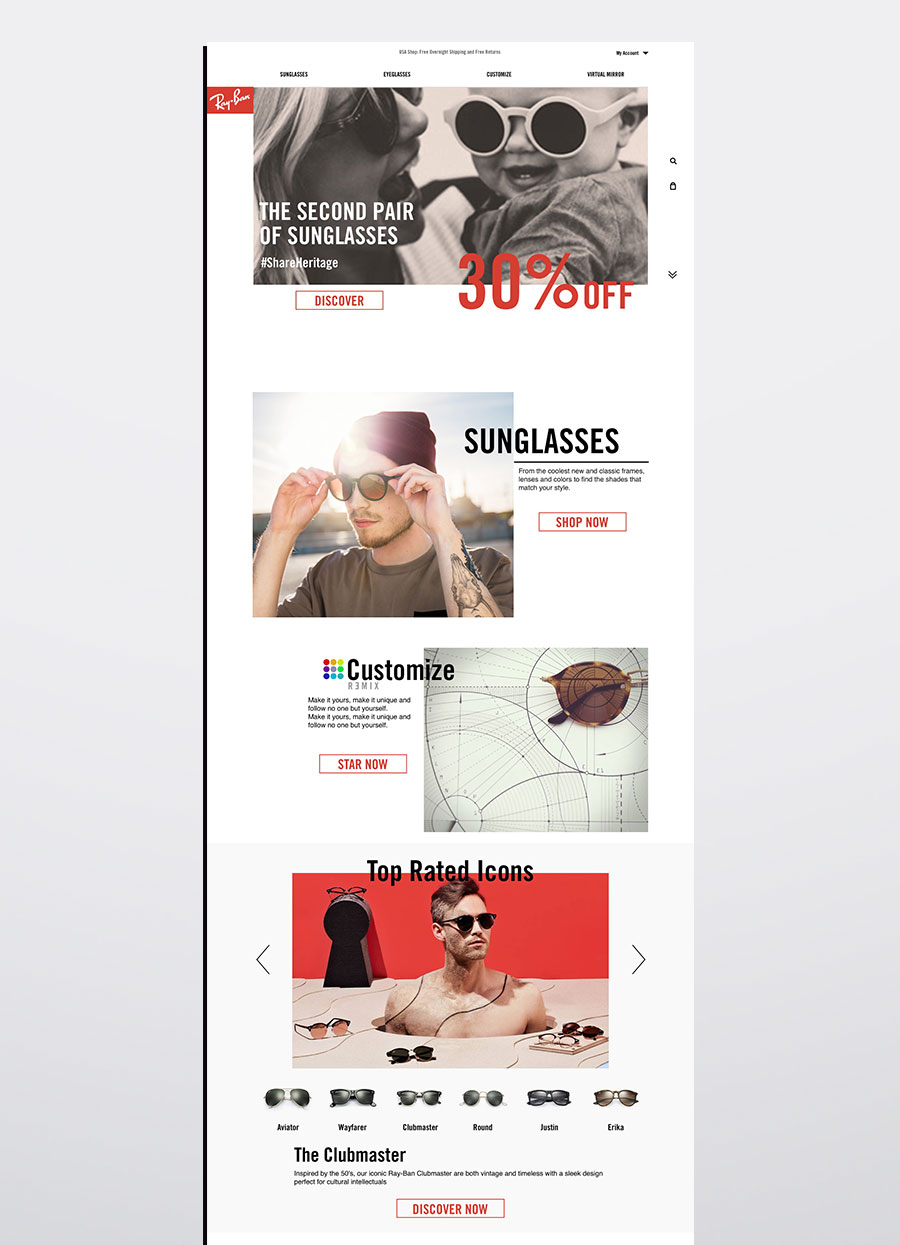 RSA Shop: Free Overnight Shipping and Free Returns
My Account
SUNGLASSES
EYEGLASSES
CUSTOMIZE
VIRTUAL MIRROR
Ray-Ban
THE SECOND PAIR
OF SUNGLASSES
#ShareHeritage
30% OFF
DISCOVER
SUNGLASSES
From the coolest new and classic frames,
lenses and colors to find the shades that
match your style.
SHOP NOW
Customize
RƎMIX
Make it yours, make it unique and
follow no one but yourself.
Make it yours, make it unique and
follow no one but yourself.
STAR NOW
Top Rated Icons
Aviator
Wayfarer
Clubmaster
Round
Justin
Erika
The Clubmaster
Inspired by the 50's, our iconic Ray-Ban Clubmaster are both vintage and timeless with a sleek design
perfect for cultural intellectuals
DISCOVER NOW